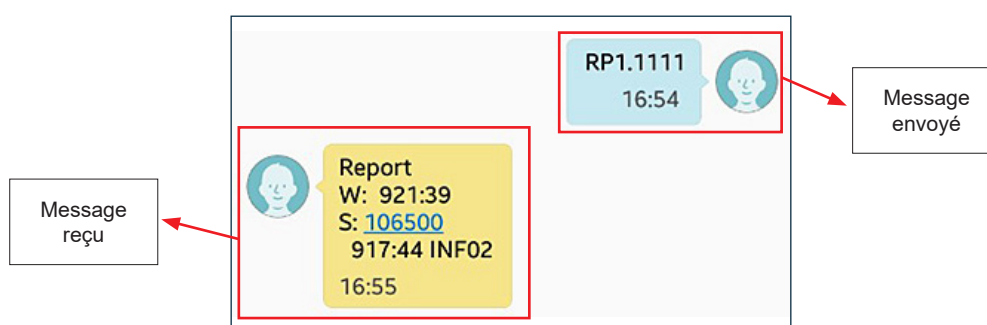 RP1.1111
16:54
Message
envoyé
Report
W: 921:39
S: 106500
917:44 INF02
16:55
Message
reçu